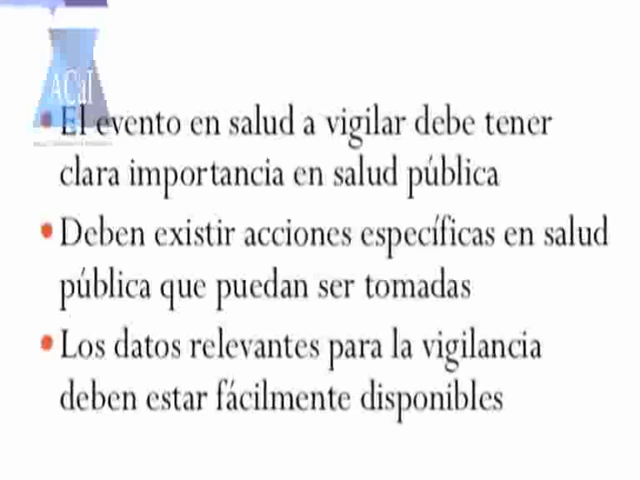 ACaI
El evento en salud a vigilar debe tener
clara importancia en salud pública
Deben existir acciones específicas en salud
pública que puedan ser tomadas
Los datos relevantes para la vigilancia
deben estar fácilmente disponibles